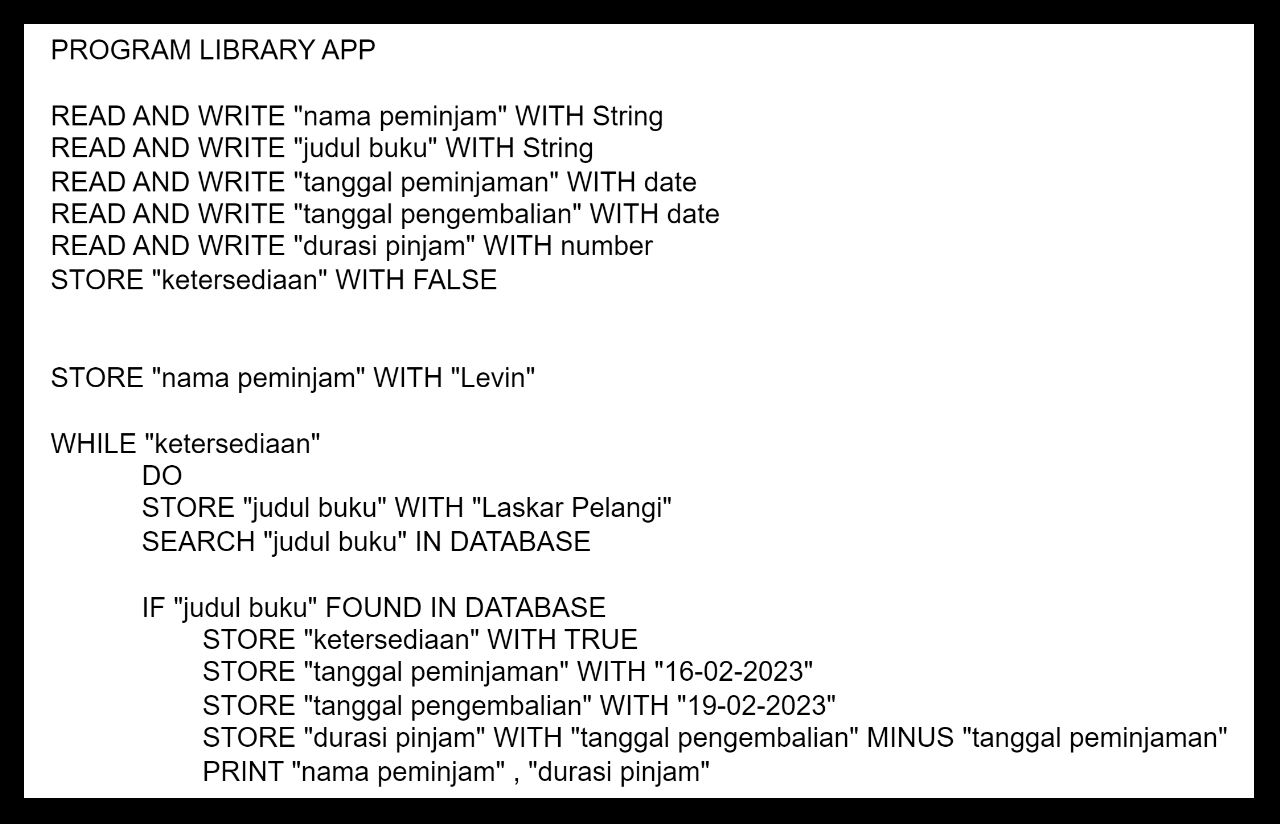 PROGRAM LIBRARY APP
READ AND WRITE "nama peminjam" WITH String
READ AND WRITE "judul buku" WITH String
READ AND WRITE "tanggal peminjaman" WITH date
READ AND WRITE "tanggal pengembalian" WITH date
READ AND WRITE "durasi pinjam" WITH number
STORE "ketersediaan" WITH FALSE
STORE "nama peminjam" WITH "Levin"
WHILE "ketersediaan"
DO
STORE "judul buku" WITH "Laskar Pelangi"
SEARCH "judul buku" IN DATABASE
IF "judul buku" FOUND IN DATABASE
STORE "ketersediaan" WITH TRUE
STORE "tanggal peminjaman" WITH "16-02-2023"
STORE "tanggal pengembalian" WITH "19-02-2023"
STORE "durasi pinjam" WITH "tanggal pengembalian" MINUS "tanggal peminjaman"
PRINT "nama peminjam" , "durasi pinjam"